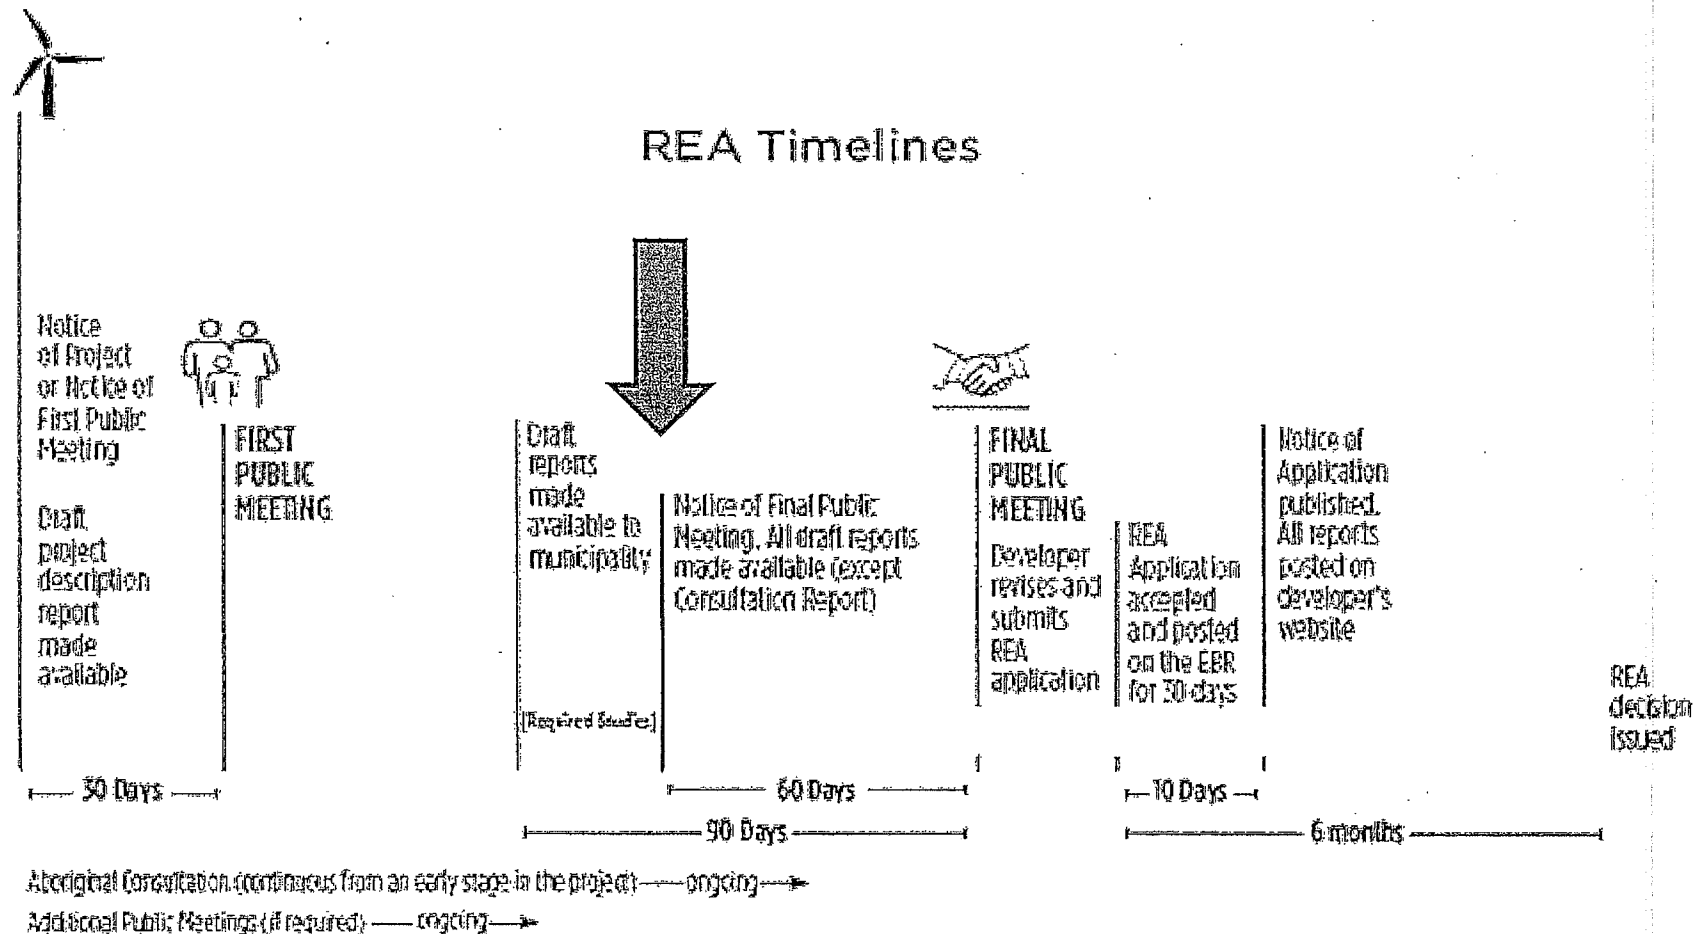 REA Timelines
Notice
of Project
or Notice of
First Public
Meeting
Draft
project
description
report
made
available
FIRST
PUBLIC
MEETING
Draft
reports
made
available to
municipality
(Required Studies)
Notice of Final Public
Meeting. All draft reports
made available (except
Consultation Report)
FINAL
PUBLIC
MEETING
Developer
revises and
submits
REA
application
REA
Application
accepted
and posted
on the EBR
for 30 days
Notice of
Application
published.
All reports
posted on
developer's
website
REA
decision
issued
30 Days
60 Days
10 Days
90 Days
6 months
Aboriginal Consultation (continuous from an early stage in the project) ongoing
Additional Public Meetings (if required) ongoing